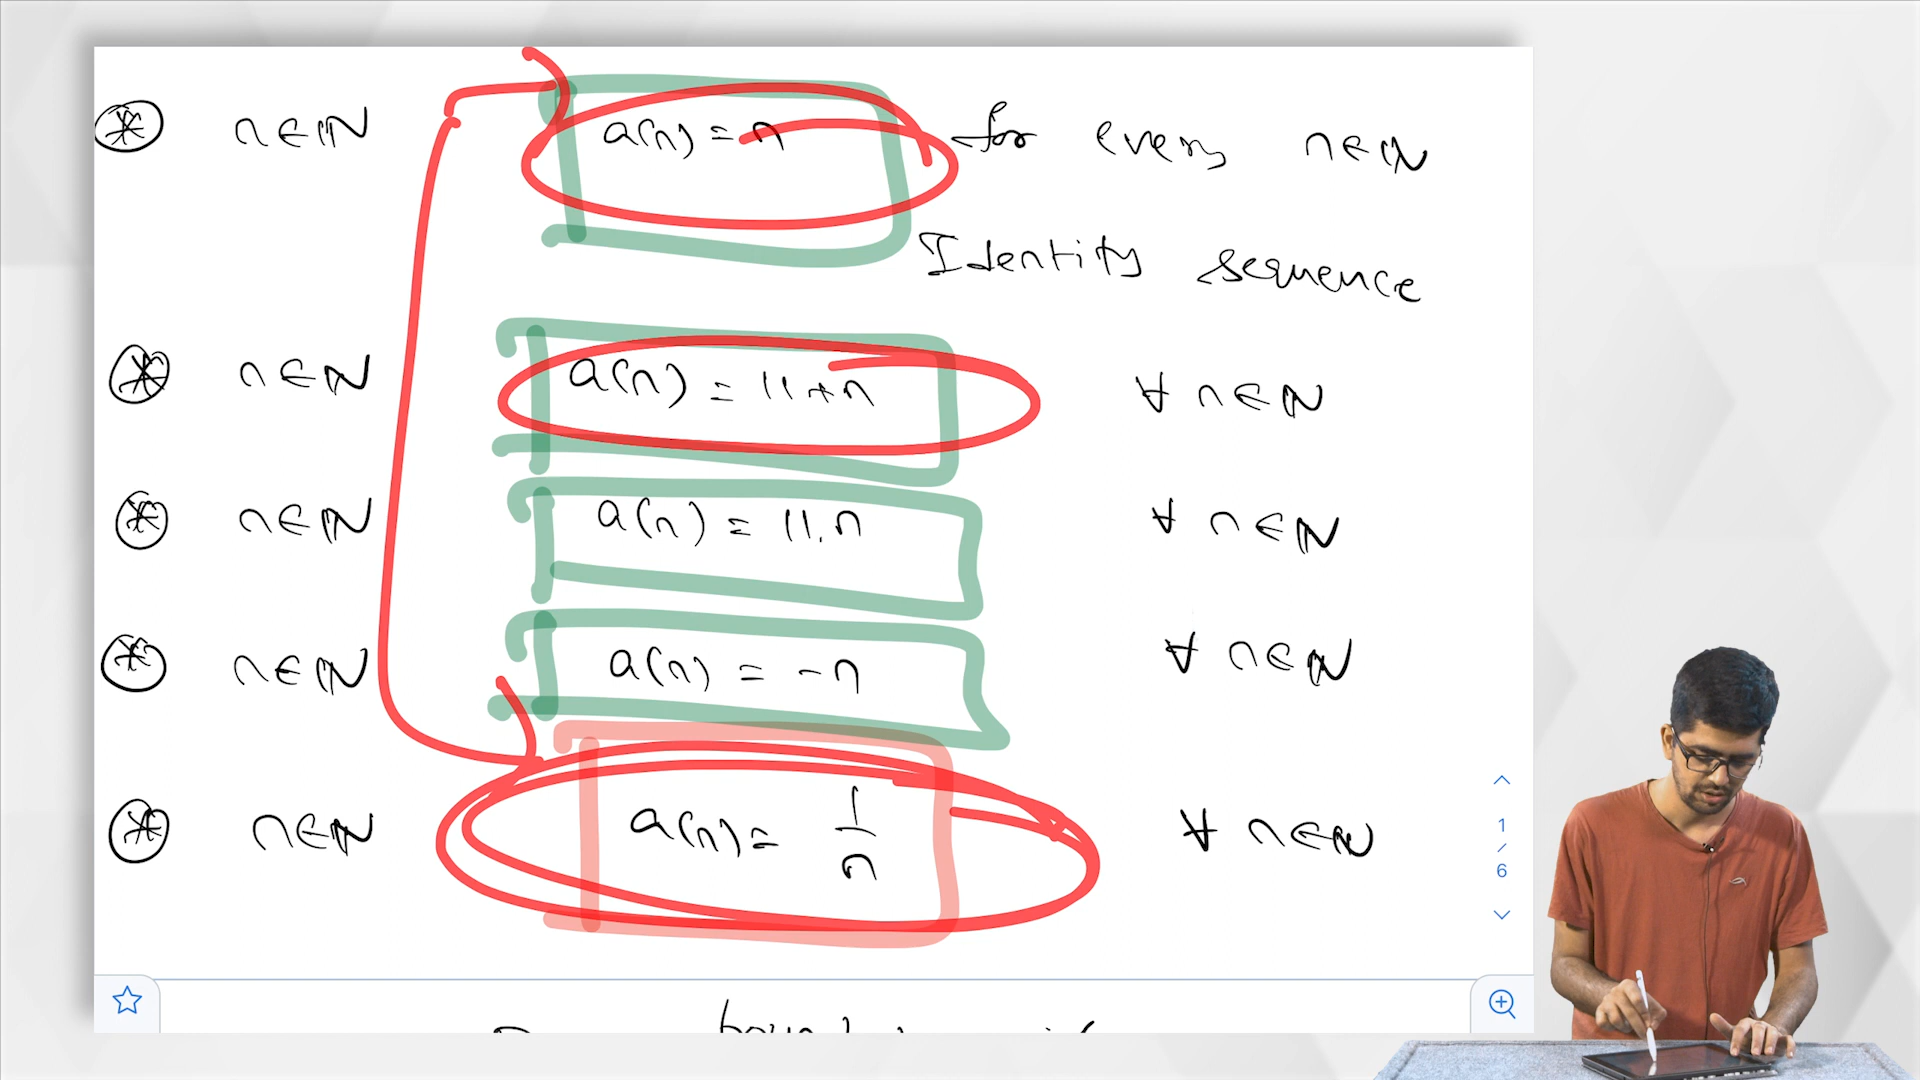 n∈ℕ a(n) = n for every n∈ℕ
Identity sequence
n∈ℕ a(n) = 11+n ∀ n∈ℕ
n∈ℕ a(n) = 11.n ∀ n∈ℕ
n∈ℕ a(n) = -n ∀ n∈ℕ
n∈ℕ a(n) = 1/n ∀ n∈ℕ
1
/
6